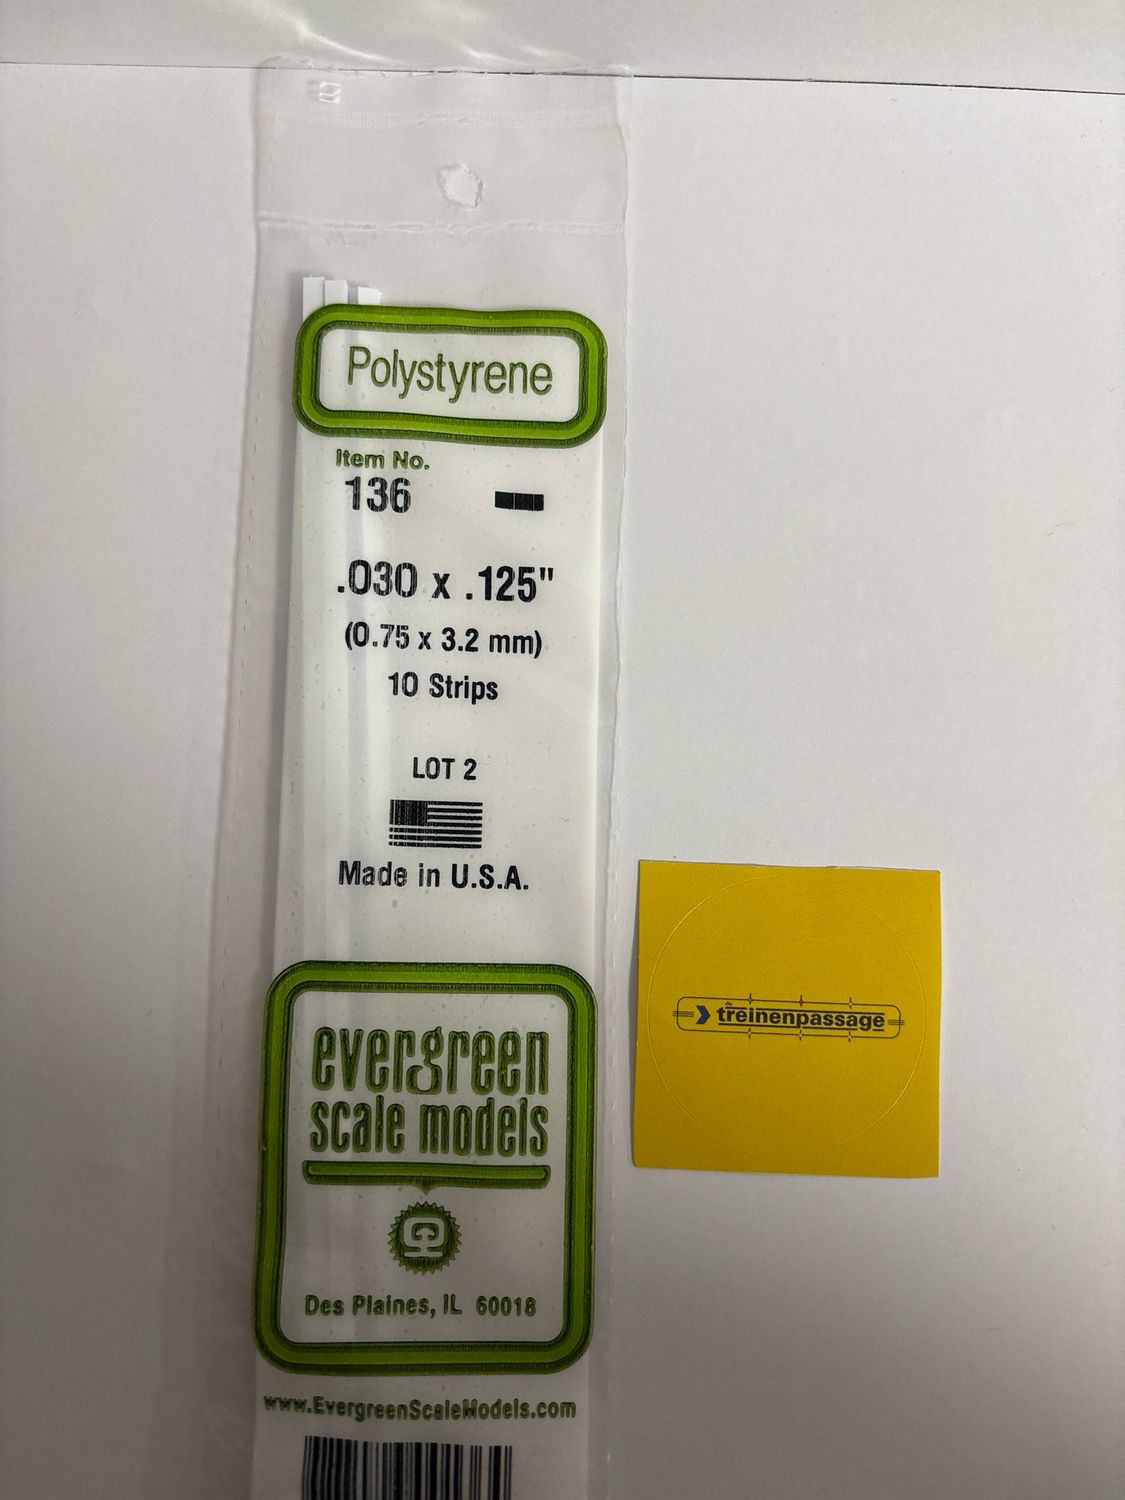 Polystyrene
Item No.
136
.030 x .125"
(0.75 x 3.2 mm)
10 Strips
LOT 2
Made in U.S.A.
evergreen
scale models
Des Plaines, IL 60018
www.EvergreenScaleModels.com
de
treinenpassage